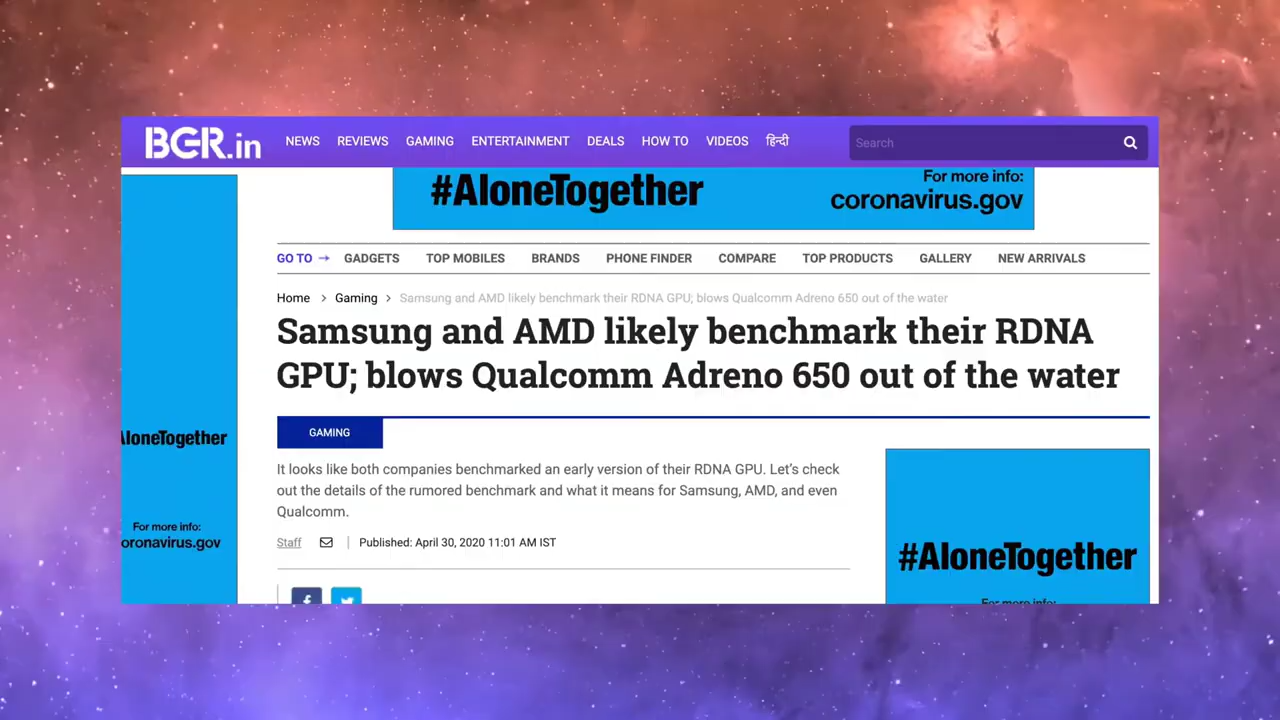 BGR.in NEWS REVIEWS GAMING ENTERTAINMENT DEALS HOW TO VIDEOS हिन्दी Search
#AloneTogether
For more info:
coronavirus.gov
GO TO → GADGETS TOP MOBILES BRANDS PHONE FINDER COMPARE TOP PRODUCTS GALLERY NEW ARRIVALS
Home > Gaming > Samsung and AMD likely benchmark their RDNA GPU; blows Qualcomm Adreno 650 out of the water
Samsung and AMD likely benchmark their RDNA
GPU; blows Qualcomm Adreno 650 out of the water
GAMING
It looks like both companies benchmarked an early version of their RDNA GPU. Let's check
out the details of the rumored benchmark and what it means for Samsung, AMD, and even
Qualcomm.
Staff | Published: April 30, 2020 11:01 AM IST
AloneTogether
For more info:
oronavirus.gov
#AloneTogether
For more info: